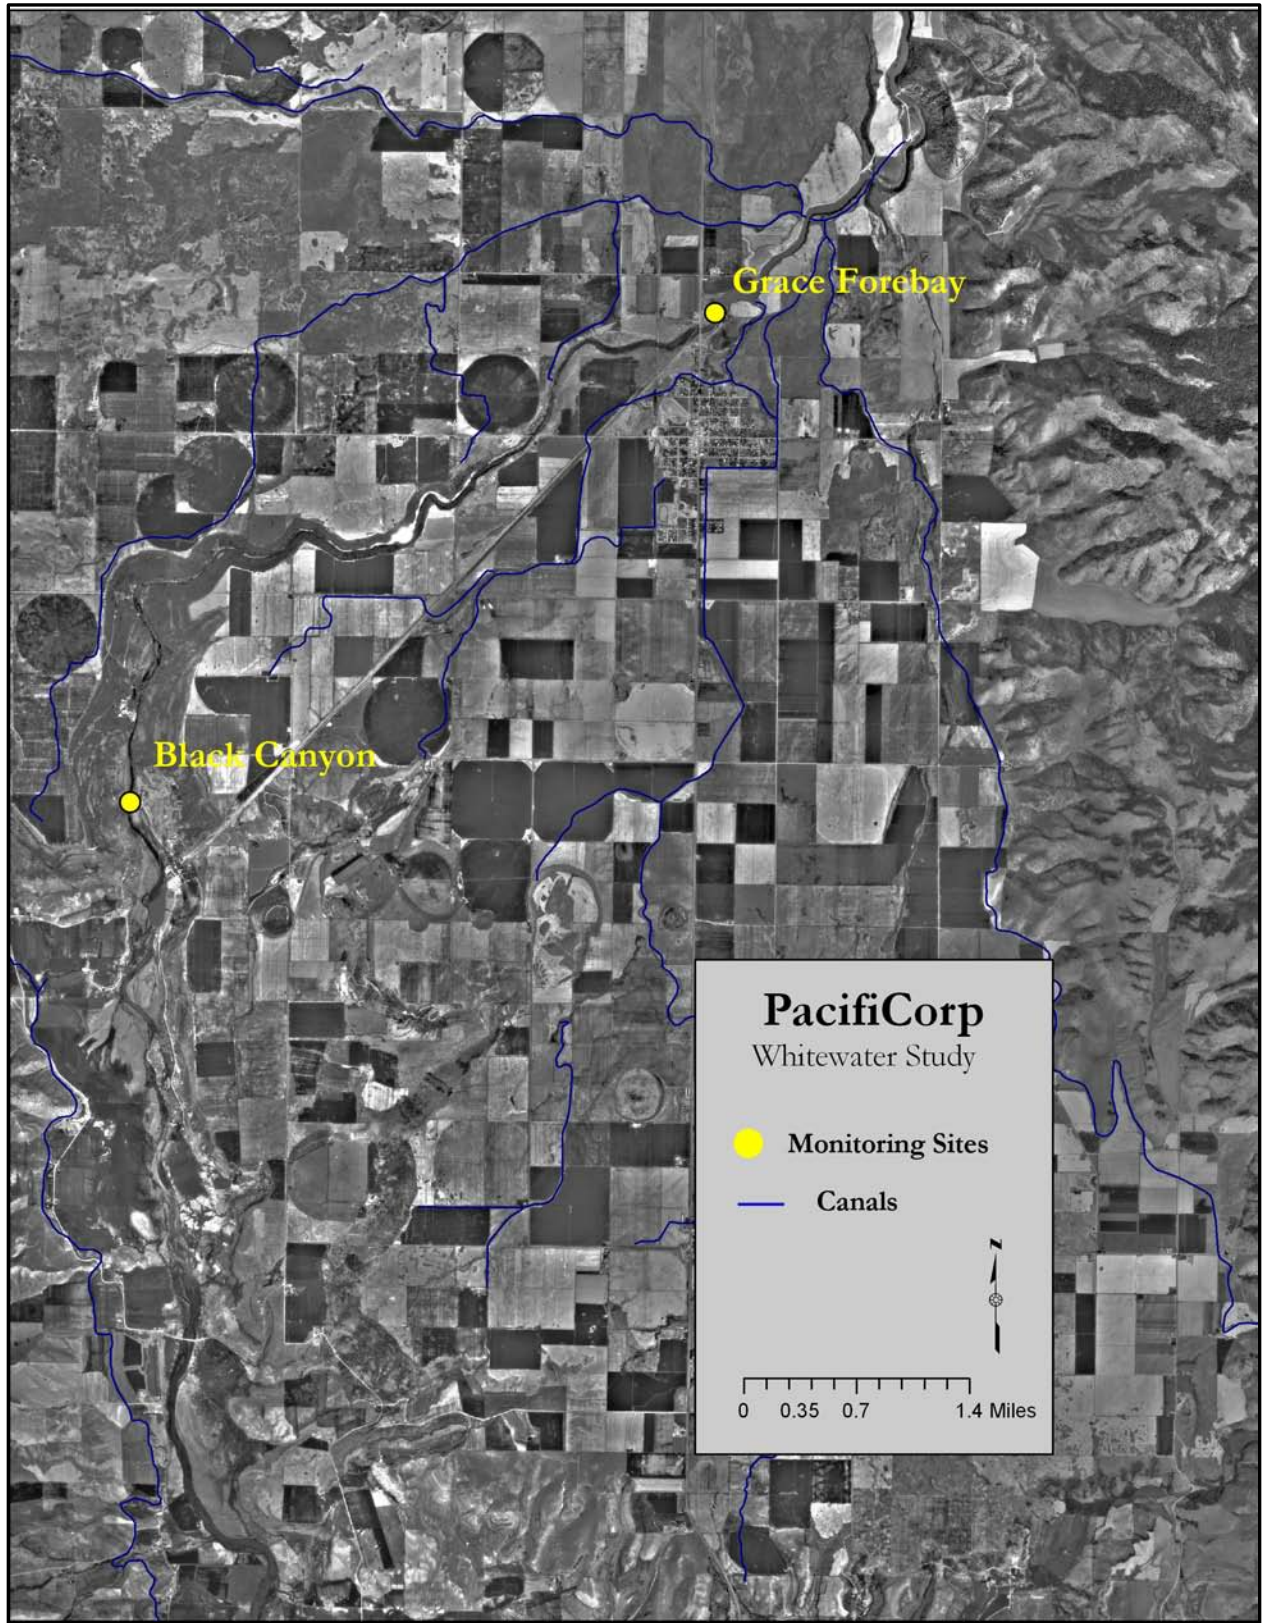 Grace Forebay
Black Canyon
PacifiCorp
Whitewater Study
Monitoring Sites
Canals
N
0 0.35 0.7 1.4 Miles